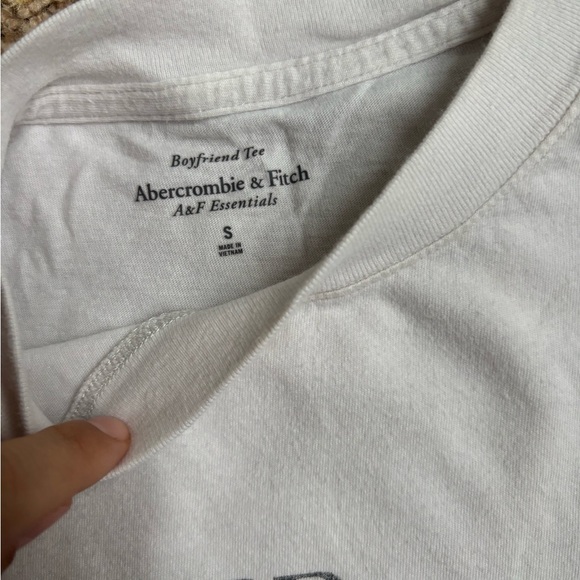 Boyfriend Tee
Abercrombie & Fitch
A&F Essentials
S
MADE IN
VIETNAM